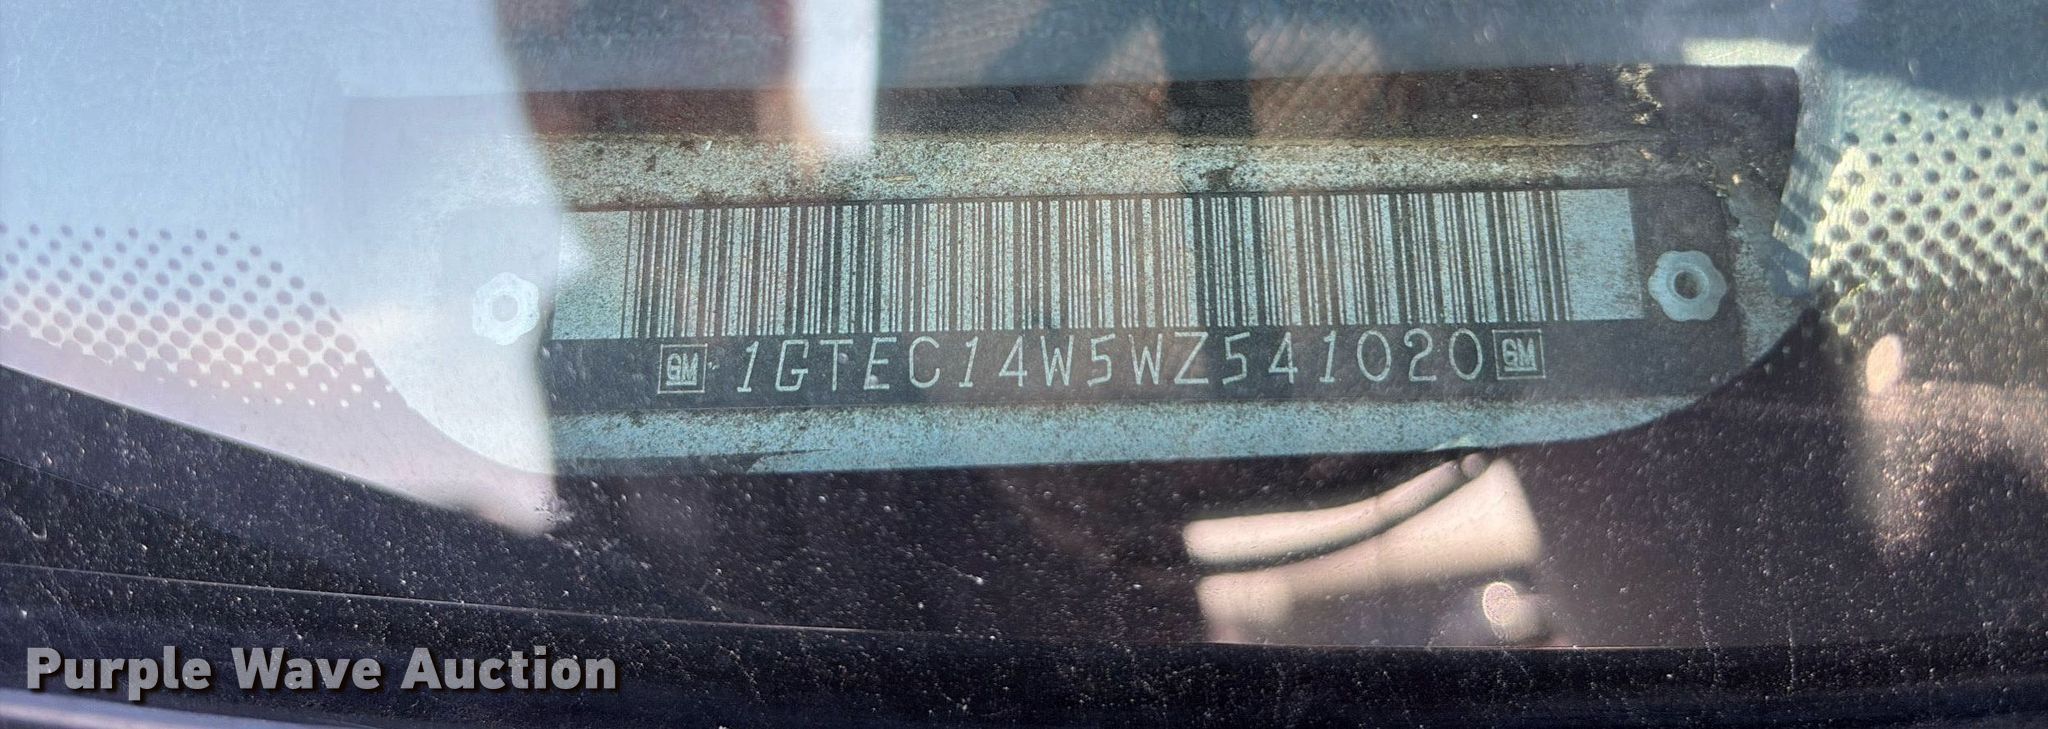 GM 1GTEC14W5WZ541020 GM
Purple Wave Auction